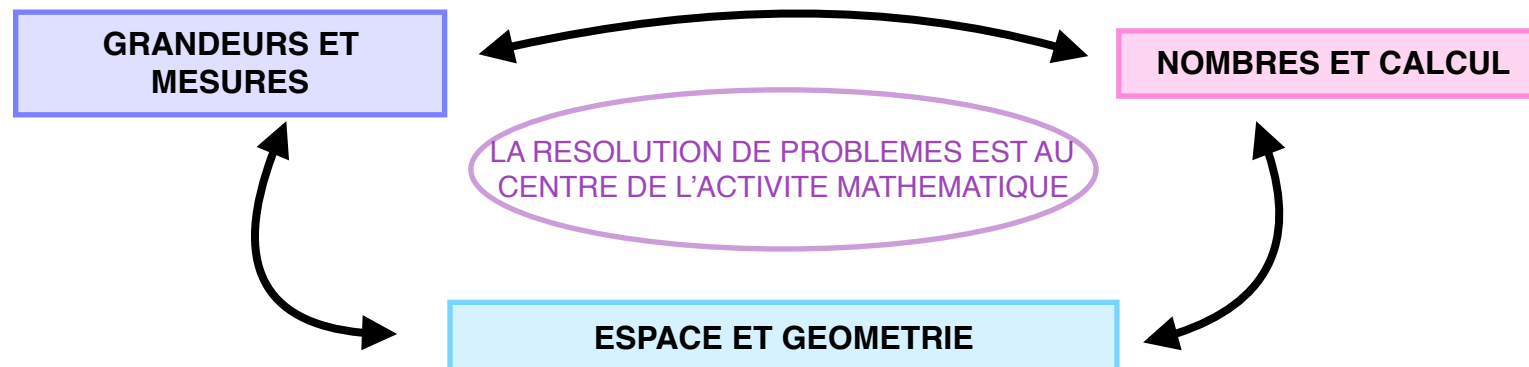 GRANDEURS ET
MESURES
NOMBRES ET CALCUL
LA RESOLUTION DE PROBLEMES EST AU
CENTRE DE L’ACTIVITE MATHEMATIQUE
ESPACE ET GEOMETRIE